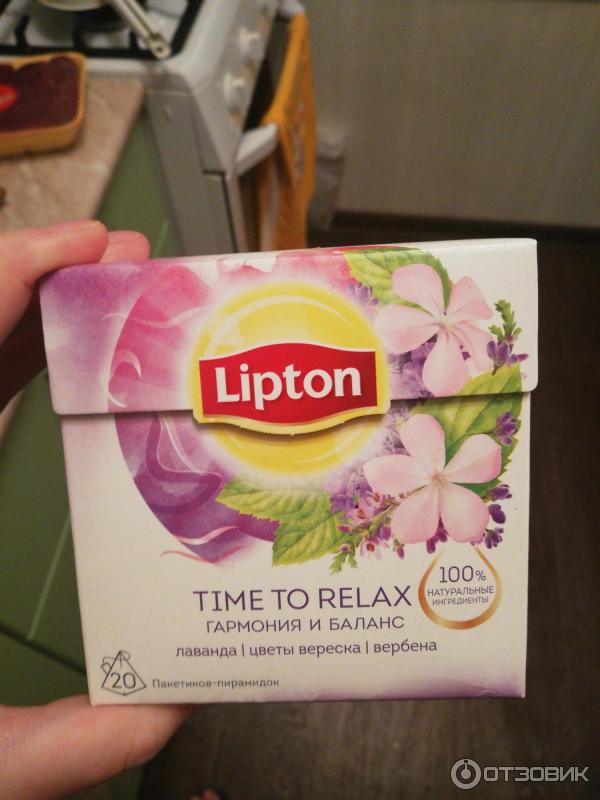 Lipton
TIME TO RELAX
ГАРМОНИЯ И БАЛАНС
лаванда | цветы вереска | вербена
100%
НАТУРАЛЬНЫЕ
ИНГРЕДИЕНТЫ
20 Пакетиков-пирамидок
ОТЗОВИК